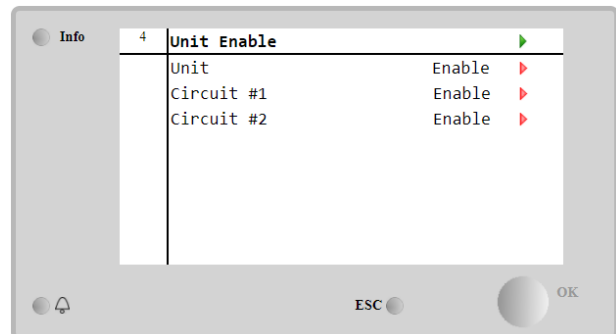 Info
4 Unit Enable
Unit Enable
Circuit #1 Enable
Circuit #2 Enable
ESC
OK